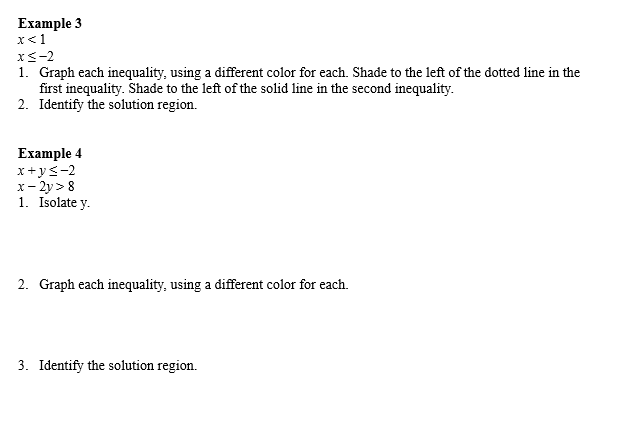 Example 3
x < 1
x ≤ −2
1. Graph each inequality, using a different color for each. Shade to the left of the dotted line in the
first inequality. Shade to the left of the solid line in the second inequality.
2. Identify the solution region.
Example 4
x + y ≤ −2
x − 2y > 8
1. Isolate y.
2. Graph each inequality, using a different color for each.
3. Identify the solution region.